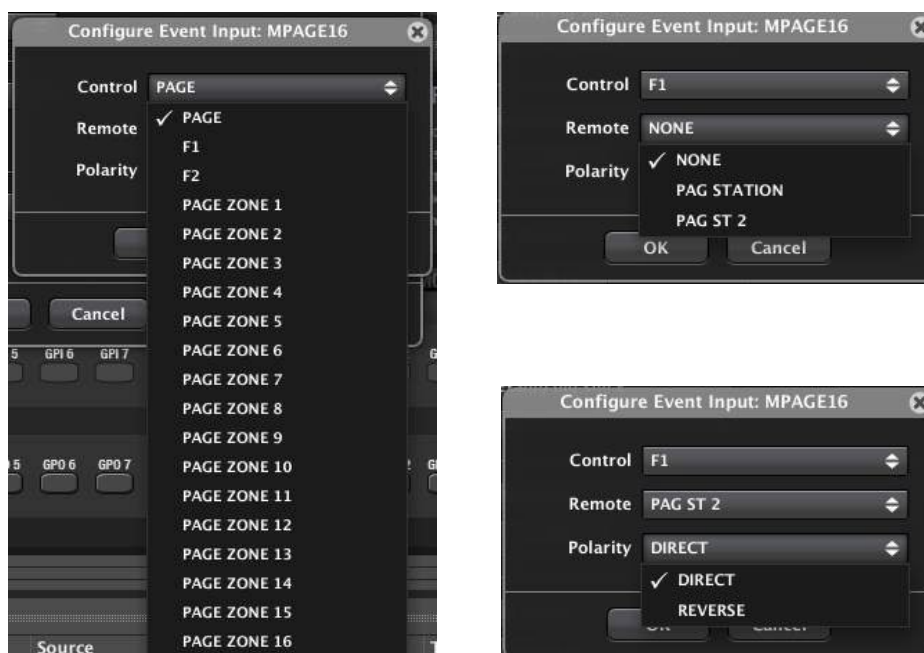 Configure Event Input: MPAGE16
Control PAGE
Remote
Polarity
✓ PAGE
F1
F2
PAGE ZONE 1
PAGE ZONE 2
PAGE ZONE 3
PAGE ZONE 4
PAGE ZONE 5
PAGE ZONE 6
PAGE ZONE 7
PAGE ZONE 8
PAGE ZONE 9
PAGE ZONE 10
PAGE ZONE 11
PAGE ZONE 12
PAGE ZONE 13
PAGE ZONE 14
PAGE ZONE 15
PAGE ZONE 16
Cancel
5 GPI 6 GPI 7
5 GPO 6 GPO 7
Source
Configure Event Input: MPAGE16
Control F1
Remote NONE
Polarity
✓ NONE
PAG STATION
PAG ST 2
OK Cancel
Configure Event Input: MPAGE16
Control F1
Remote PAG ST 2
Polarity DIRECT
✓ DIRECT
REVERSE